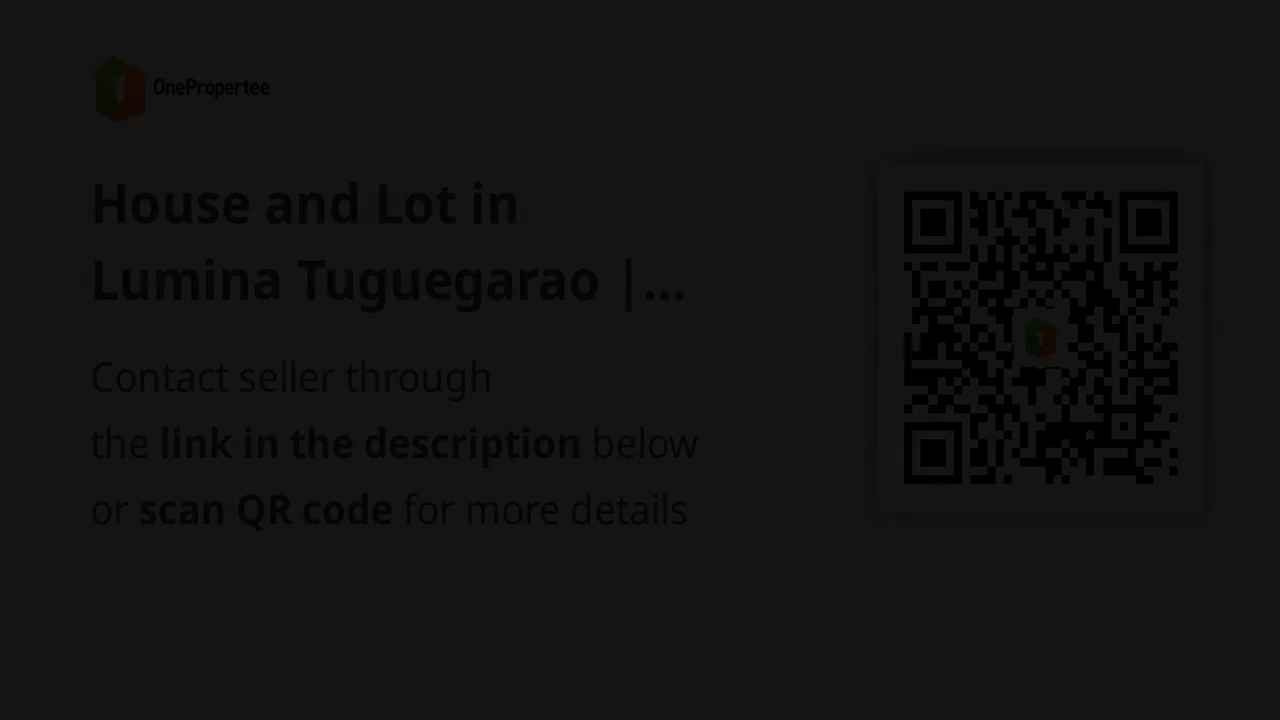 OnePropertee
House and Lot in
Lumina Tuguegarao |...
Contact seller through
the link in the description below
or scan QR code for more details